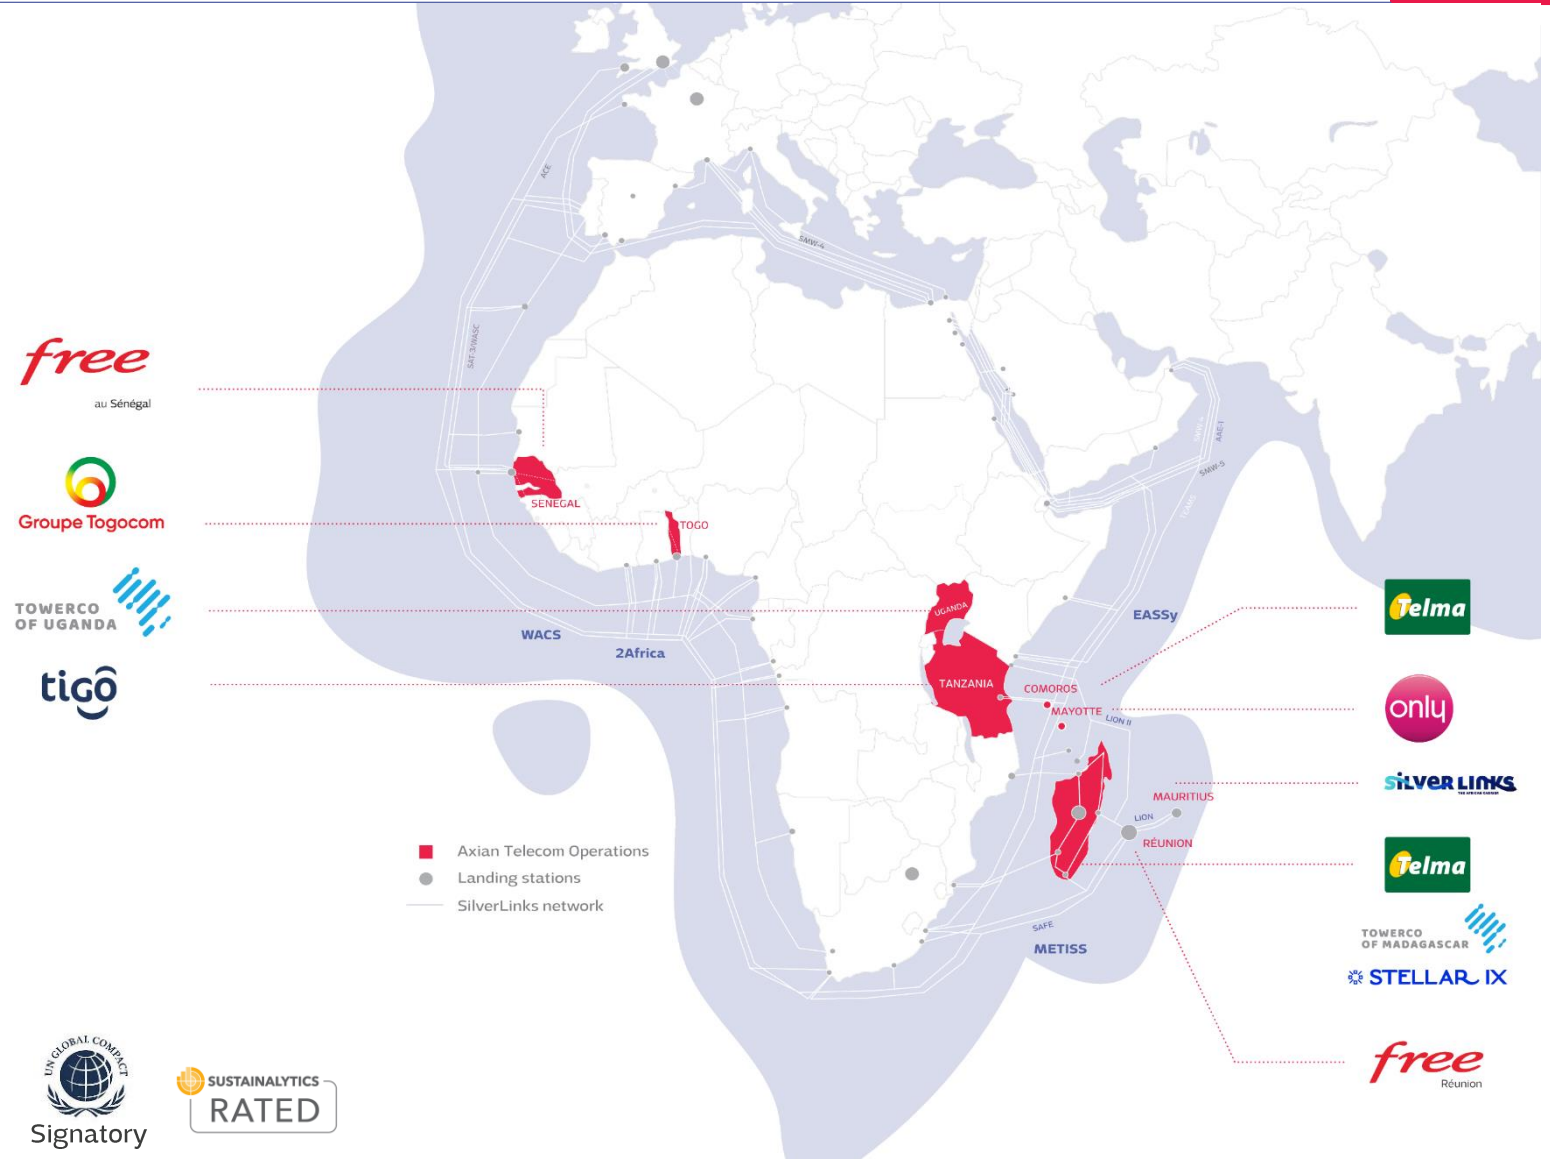 free
au Sénégal
Groupe Togocom
TOWERCO
OF UGANDA
tigo
ACE
SAT-3/WASC
SMW-4
SMW-4
AAE-1
SMW-5
TEAMS
SENEGAL
TOGO
UGANDA
TANZANIA
WACS
2Africa
EASSy
COMOROS
MAYOTTE
LION II
MAURITIUS
LION
RÉUNION
SAFE
METISS
Axian Telecom Operations
Landing stations
SilverLinks network
Telma
only
SILVER LINKS
Telma
TOWERCO
OF MADAGASCAR
STELLAR IX
free
Réunion
UN GLOBAL COMPACT
Signatory
SUSTAINALYTICS
RATED